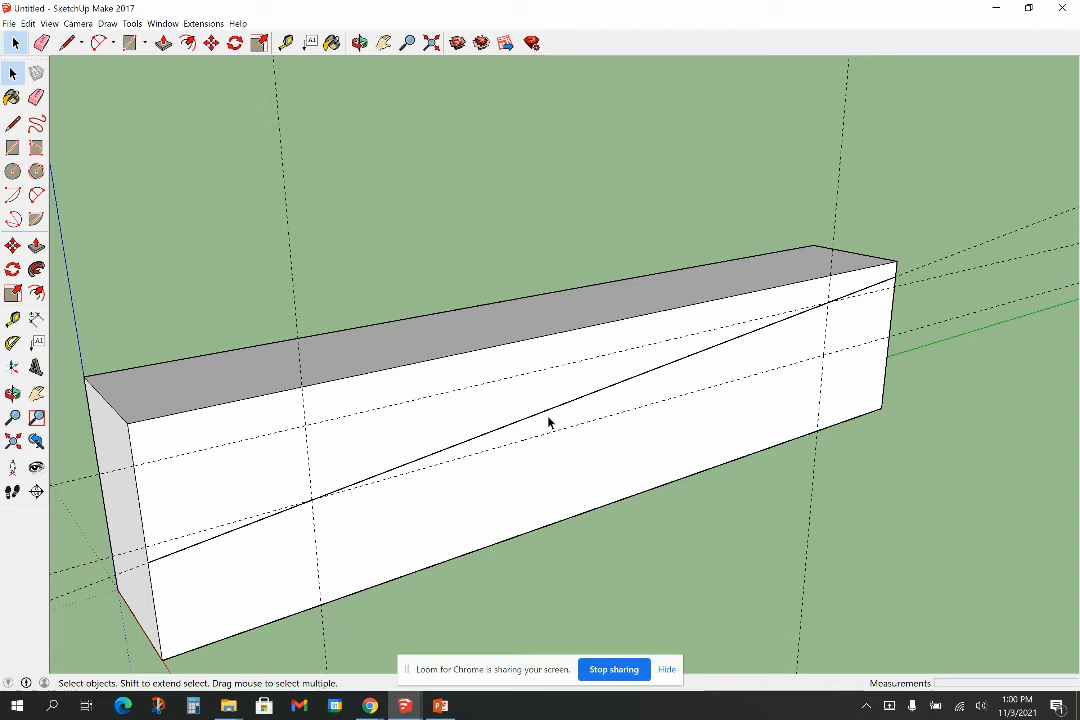 Untitled - SketchUp Make 2017
File Edit View Camera Draw Tools Window Extensions Help
A1
A1
Loom for Chrome is sharing your screen. Stop sharing Hide
Select objects. Shift to extend select. Drag mouse to select multiple. Measurements
1:00 PM
11/3/2021